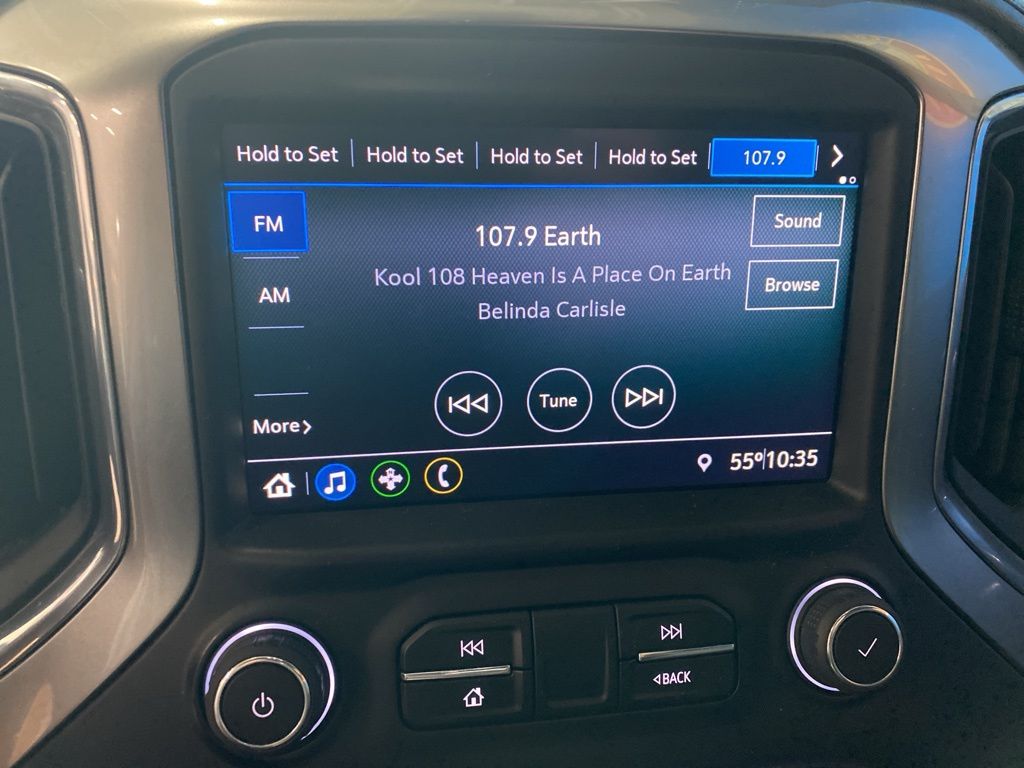 Hold to Set Hold to Set Hold to Set Hold to Set 107.9
FM
107.9 Earth
Sound
Kool 108 Heaven Is A Place On Earth
AM
Browse
Belinda Carlisle
Tune
More
55° 10:35
BACK